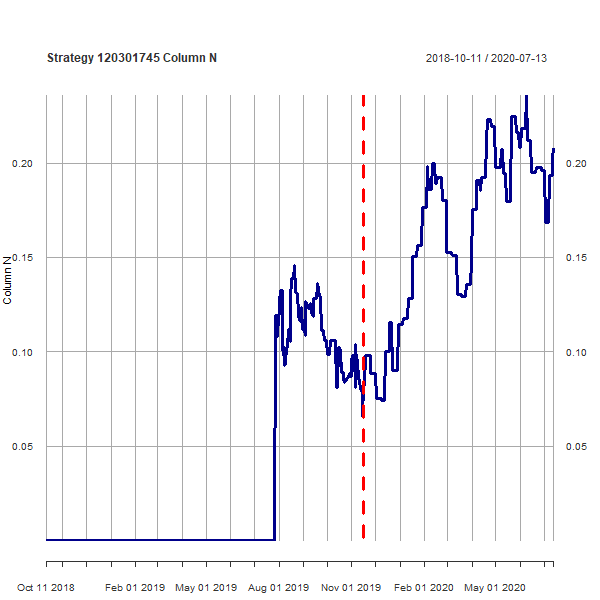 Strategy 120301745 Column N
2018-10-11 / 2020-07-13
0.20
0.20
0.15
0.15
Column N
0.10
0.10
0.05
0.05
Oct 11 2018
Feb 01 2019
May 01 2019
Aug 01 2019
Nov 01 2019
Feb 01 2020
May 01 2020